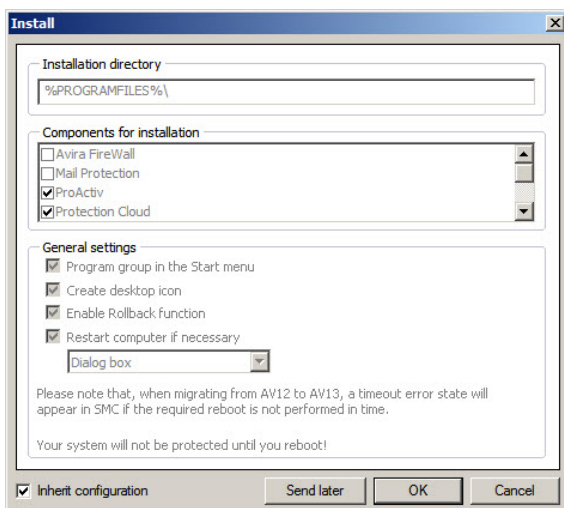 Install
Installation directory
%PROGRAMFILES%\
Components for installation
Avira FireWall
Mail Protection
ProActiv
Protection Cloud
General settings
Program group in the Start menu
Create desktop icon
Enable Rollback function
Restart computer if necessary
Dialog box
Please note that, when migrating from AV12 to AV13, a timeout error state will
appear in SMC if the required reboot is not performed in time.
Your system will not be protected until you reboot!
Inherit configuration
Send later
OK
Cancel